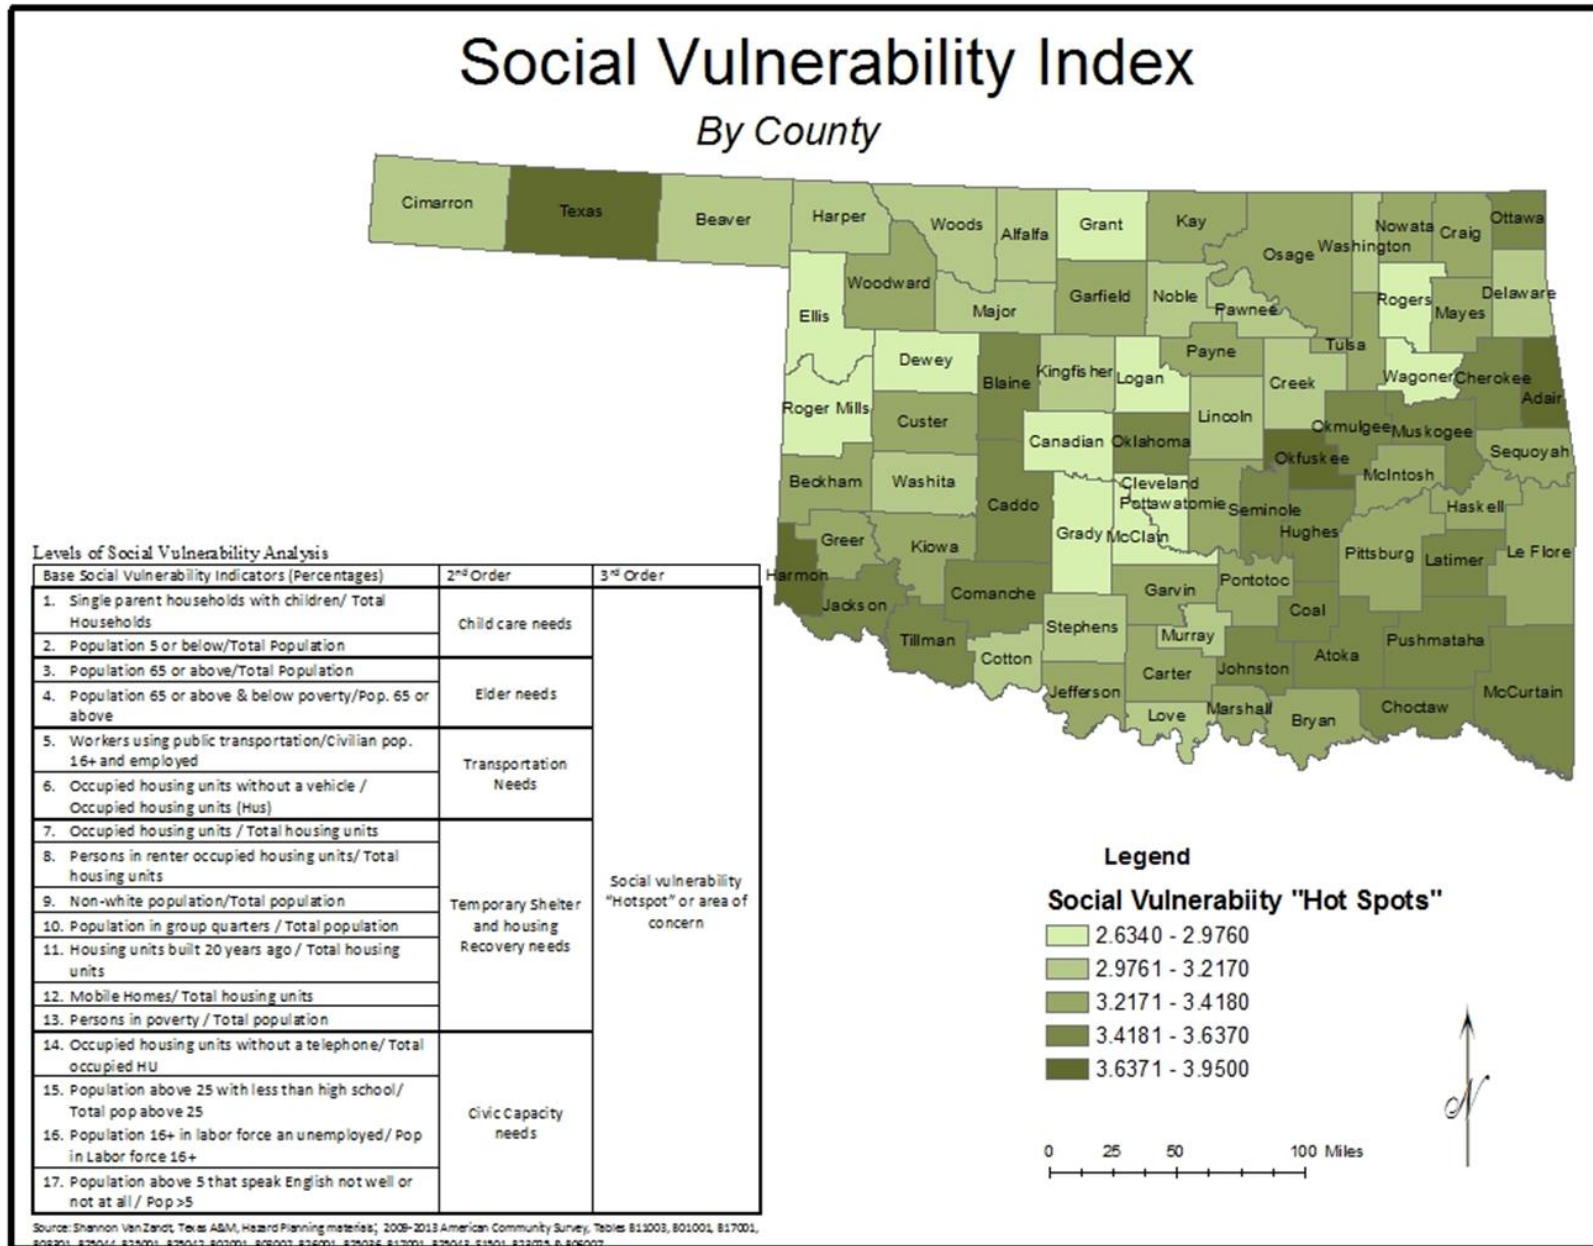 Social Vulnerability Index
By County
Cimarron
Texas
Beaver
Harper
Woods
Alfalfa
Grant
Kay
Osage
Washington
Nowata
Craig
Ottawa
Ellis
Woodward
Major
Garfield
Noble
Pawnee
Rogers
Mayes
Delaware
Dewey
Blaine
Kingfisher
Logan
Payne
Tulsa
Creek
Wagoner
Cherokee
Adair
Roger Mills
Custer
Canadian
Oklahoma
Lincoln
Okmulgee
Muskogee
Okfuskee
Sequoyah
Beckham
Washita
Caddo
Cleveland
Pottawatomie
Seminole
McIntosh
Haskell
Greer
Kiowa
Grady
McClain
Hughes
Pittsburg
Latimer
Le Flore
Harmon
Jackson
Comanche
Garvin
Pontotoc
Coal
Tillman
Stephens
Murray
Cotton
Carter
Johnston
Atoka
Pushmataha
McCurtain
Jefferson
Love
Marshall
Bryan
Choctaw
Levels of Social Vulnerability Analysis
Base Social Vulnerability Indicators (Percentages)
2nd Order
3rd Order
1. Single parent households with children/ Total
Households
2. Population 5 or below/Total Population
Child care needs
3. Population 65 or above/Total Population
4. Population 65 or above & below poverty/Pop. 65 or
above
Elder needs
5. Workers using public transportation/Civilian pop.
16+ and employed
6. Occupied housing units without a vehicle /
Occupied housing units (Hus)
Transportation
Needs
7. Occupied housing units / Total housing units
8. Persons in renter occupied housing units/ Total
housing units
9. Non-white population/Total population
10. Population in group quarters / Total population
11. Housing units built 20 years ago / Total housing
units
12. Mobile Homes/ Total housing units
13. Persons in poverty / Total population
Temporary Shelter
and housing
Recovery needs
14. Occupied housing units without a telephone/ Total
occupied HU
15. Population above 25 with less than high school/
Total pop above 25
16. Population 16+ in labor force an unemployed/ Pop
in Labor force 16+
17. Population above 5 that speak English not well or
not at all / Pop >5
Civic Capacity
needs
Social vulnerability
"Hotspot" or area of
concern
Source: Shannon Van Zandt, Texas A&M, Hazard Planning materials; 2009-2013 American Community Survey, Tables B11003, B01001, B17001,
Legend
Social Vulnerabiity "Hot Spots"
2.6340 - 2.9760
2.9761 - 3.2170
3.2171 - 3.4180
3.4181 - 3.6370
3.6371 - 3.9500
0 25 50 100 Miles
N